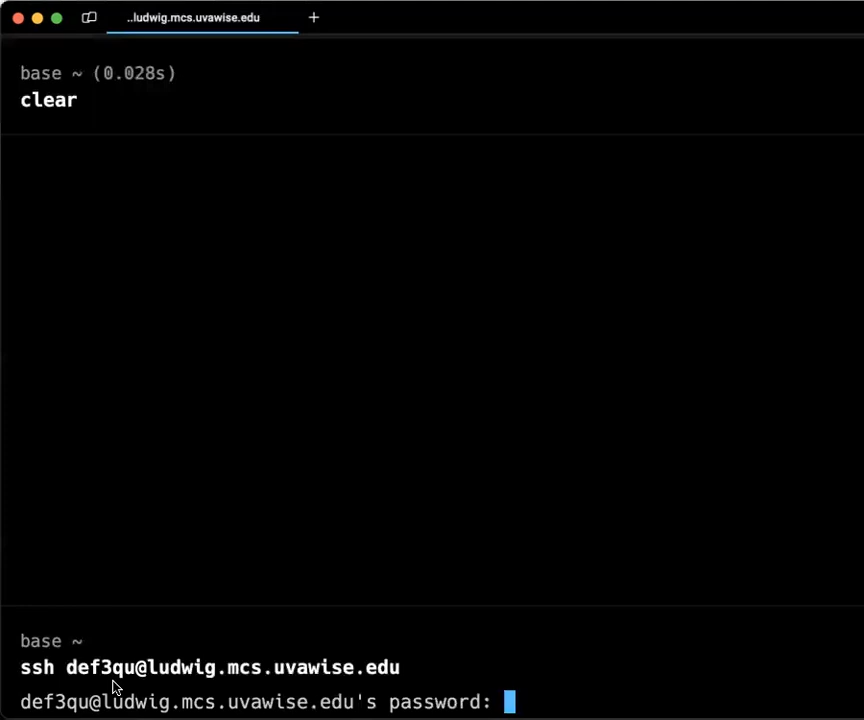 ..ludwig.mcs.uvawise.edu
base ~ (0.028s)
clear
base ~
ssh def3qu@ludwig.mcs.uvawise.edu
def3qu@ludwig.mcs.uvawise.edu's password: